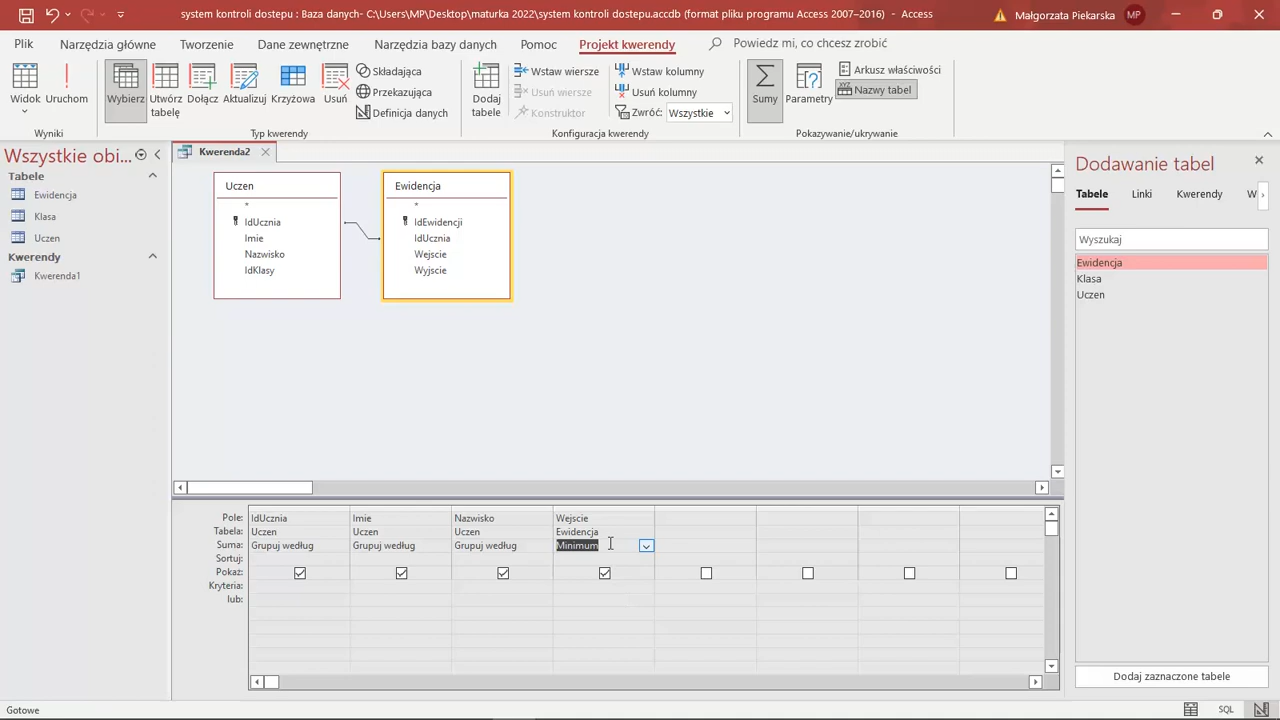 system kontroli dostepu : Baza danych- C:\Users\MP\Desktop\maturka 2022\system kontroli dostepu.accdb (format pliku programu Access 2007–2016) - Access
Małgorzata Piekarska MP
Plik Narzędzia główne Tworzenie Dane zewnętrzne Narzędzia bazy danych Pomoc Projekt kwerendy Powiedz mi, co chcesz zrobić
Widok
Uruchom
Wyniki
Wybierz
Utwórz tabelę
Dołącz
Aktualizuj
Krzyżowa
Usuń
Składająca
Przekazująca
Definicja danych
Typ kwerendy
Dodaj tabele
Wstaw wiersze
Usuń wiersze
Konstruktor
Wstaw kolumny
Usuń kolumny
Zwróć: Wszystkie
Konfiguracja kwerendy
Sumy
Parametry
Arkusz właściwości
Nazwy tabel
Pokazywanie/ukrywanie
Wszystkie obi...
Tabele
Ewidencja
Klasa
Uczen
Kwerendy
Kwerenda1
Kwerenda2
Uczen
*
IdUcznia
Imie
Nazwisko
IdKlasy
Ewidencja
*
IdEwidencji
IdUcznia
Wejscie
Wyjscie
Pole: IdUcznia Imie Nazwisko Wejscie
Tabela: Uczen Uczen Uczen Ewidencja
Suma: Grupuj według Grupuj według Grupuj według Minimum
Sortuj:
Pokaż:
Kryteria:
lub:
Dodawanie tabel
Tabele Linki Kwerendy W
Wyszukaj
Ewidencja
Klasa
Uczen
Dodaj zaznaczone tabele
Gotowe
SQL